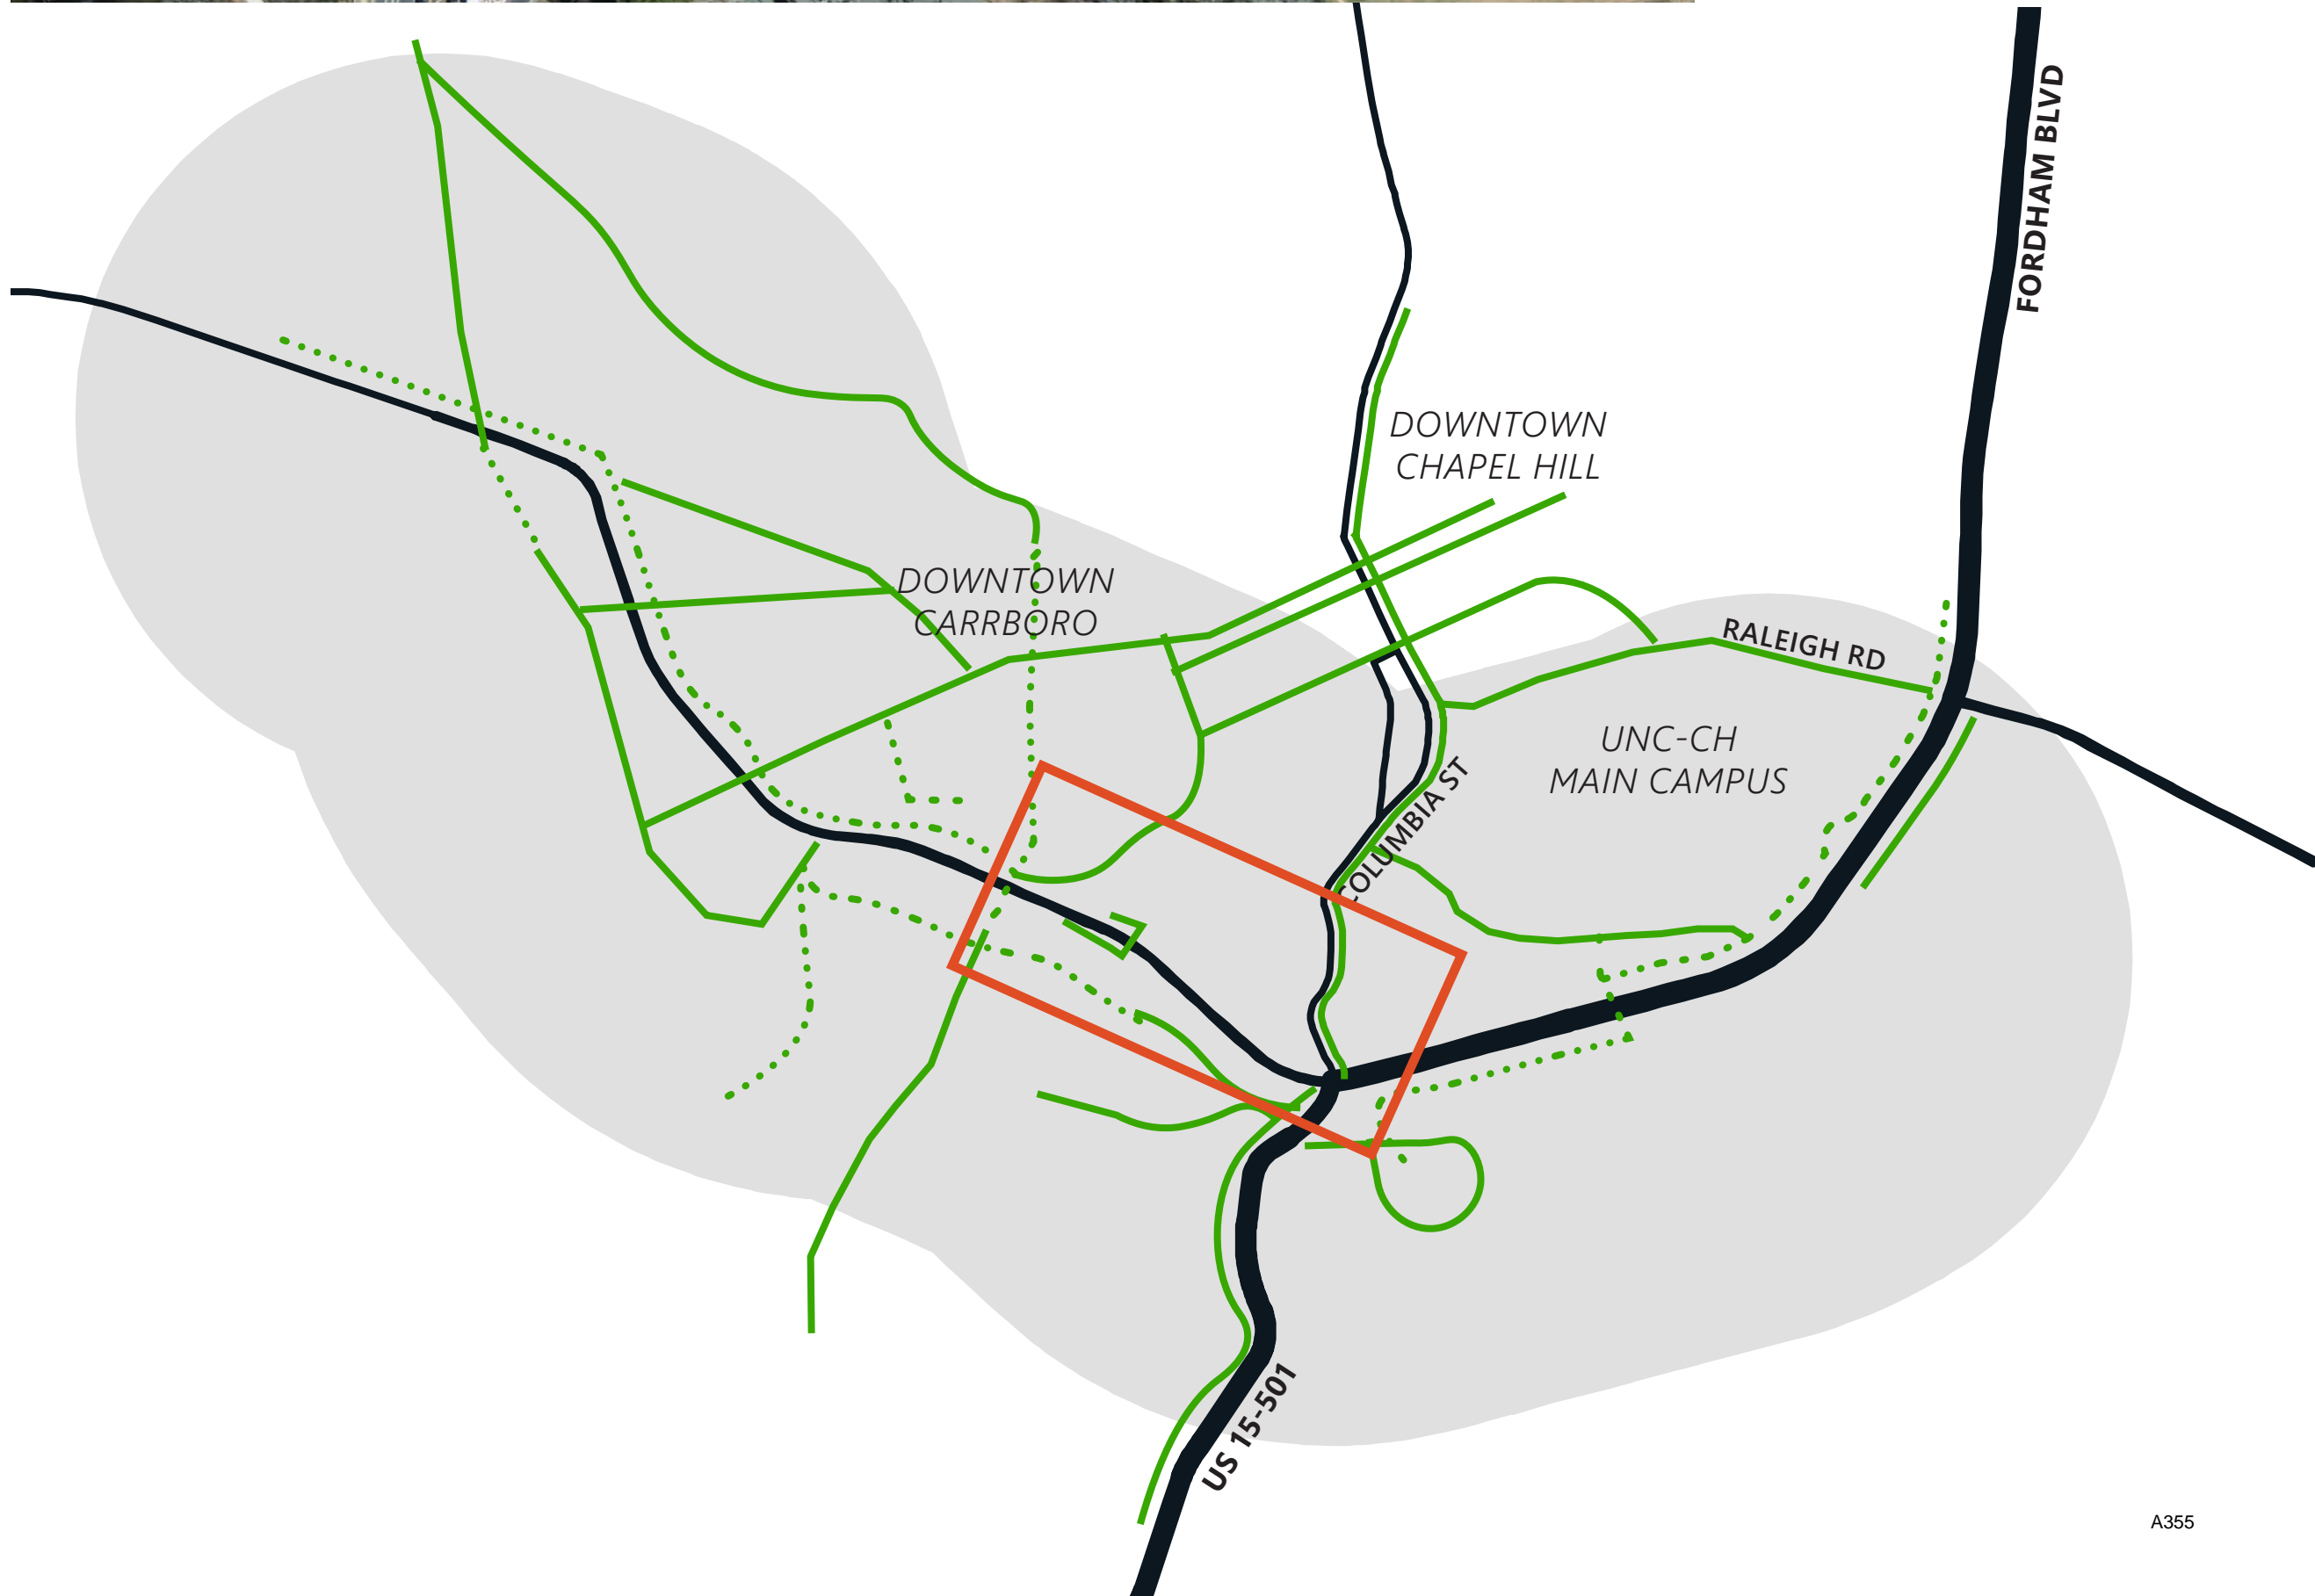 FORDHAM BLVD
DOWNTOWN
CHAPEL HILL
DOWNTOWN
CARRBORO
RALEIGH RD
UNC-CH
MAIN CAMPUS
COLUMBIA ST
US 15-501
A355